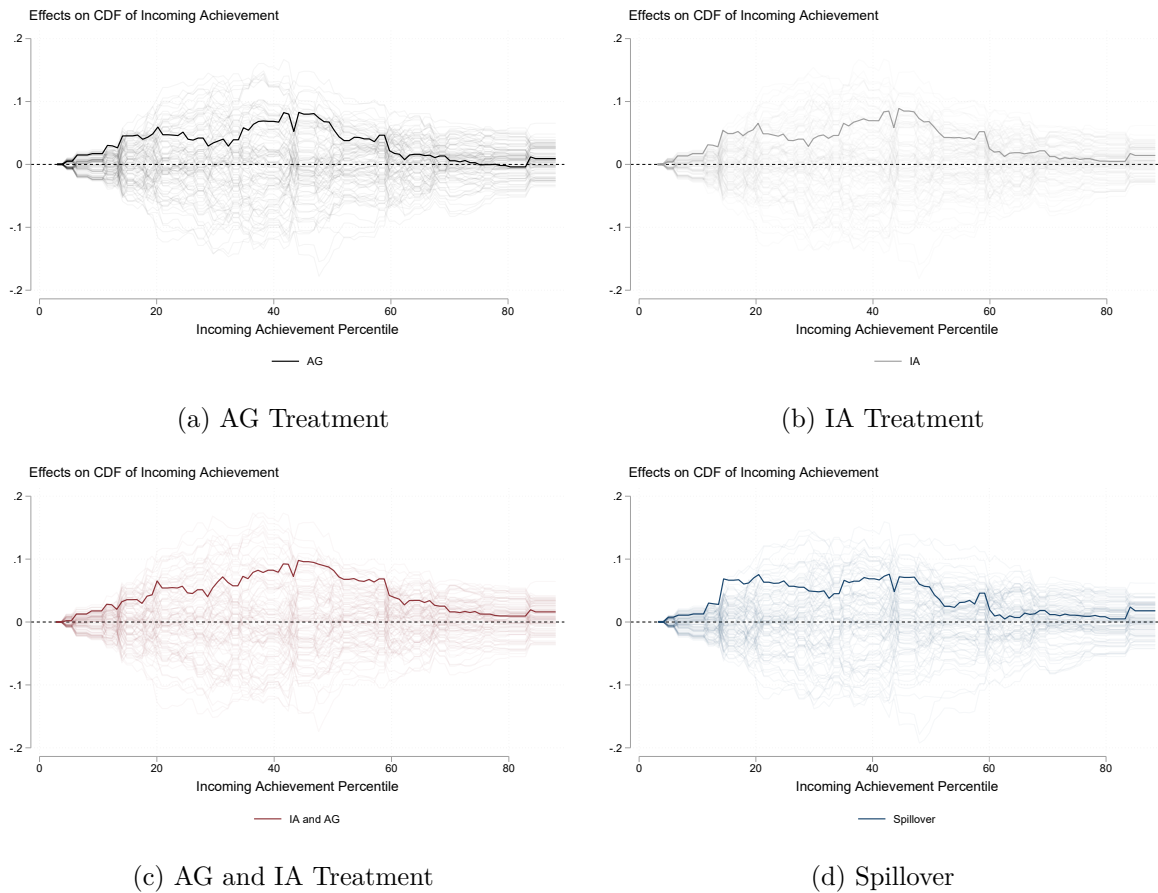 Effects on CDF of Incoming Achievement
.2
.1
0
-.1
-.2
0 20 40 60 80
Incoming Achievement Percentile
AG
(a) AG Treatment
Effects on CDF of Incoming Achievement
.2
.1
0
-.1
-.2
0 20 40 60 80
Incoming Achievement Percentile
IA
(b) IA Treatment
Effects on CDF of Incoming Achievement
.2
.1
0
-.1
-.2
0 20 40 60 80
Incoming Achievement Percentile
IA and AG
(c) AG and IA Treatment
Effects on CDF of Incoming Achievement
.2
.1
0
-.1
-.2
0 20 40 60 80
Incoming Achievement Percentile
Spillover
(d) Spillover